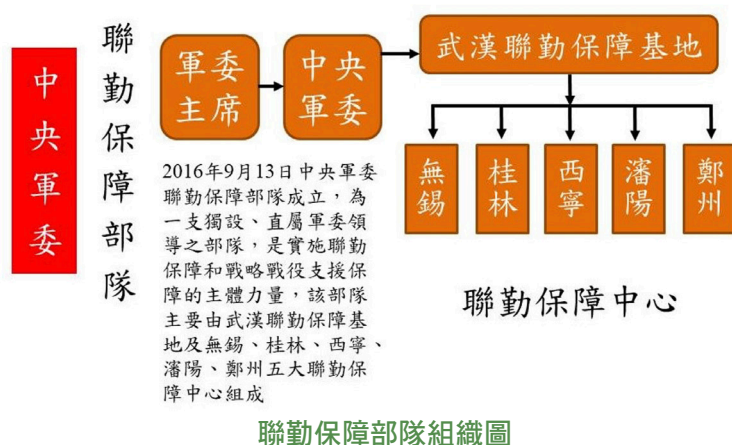 中央軍委
聯勤保障部隊
軍委
主席
中央
軍委
武漢聯勤保障基地
無錫
桂林
西寧
瀋陽
鄭州
2016年9月13日中央軍委
聯勤保障部隊成立，為
一支獨設、直屬軍委領
導之部隊，是實施聯勤
保障和戰略戰役支援保
障的主體力量，該部隊
主要由武漢聯勤保障基
地及無錫、桂林、西寧、
瀋陽、鄭州五大聯勤保
障中心組成
聯勤保障中心
聯勤保障部隊組織圖